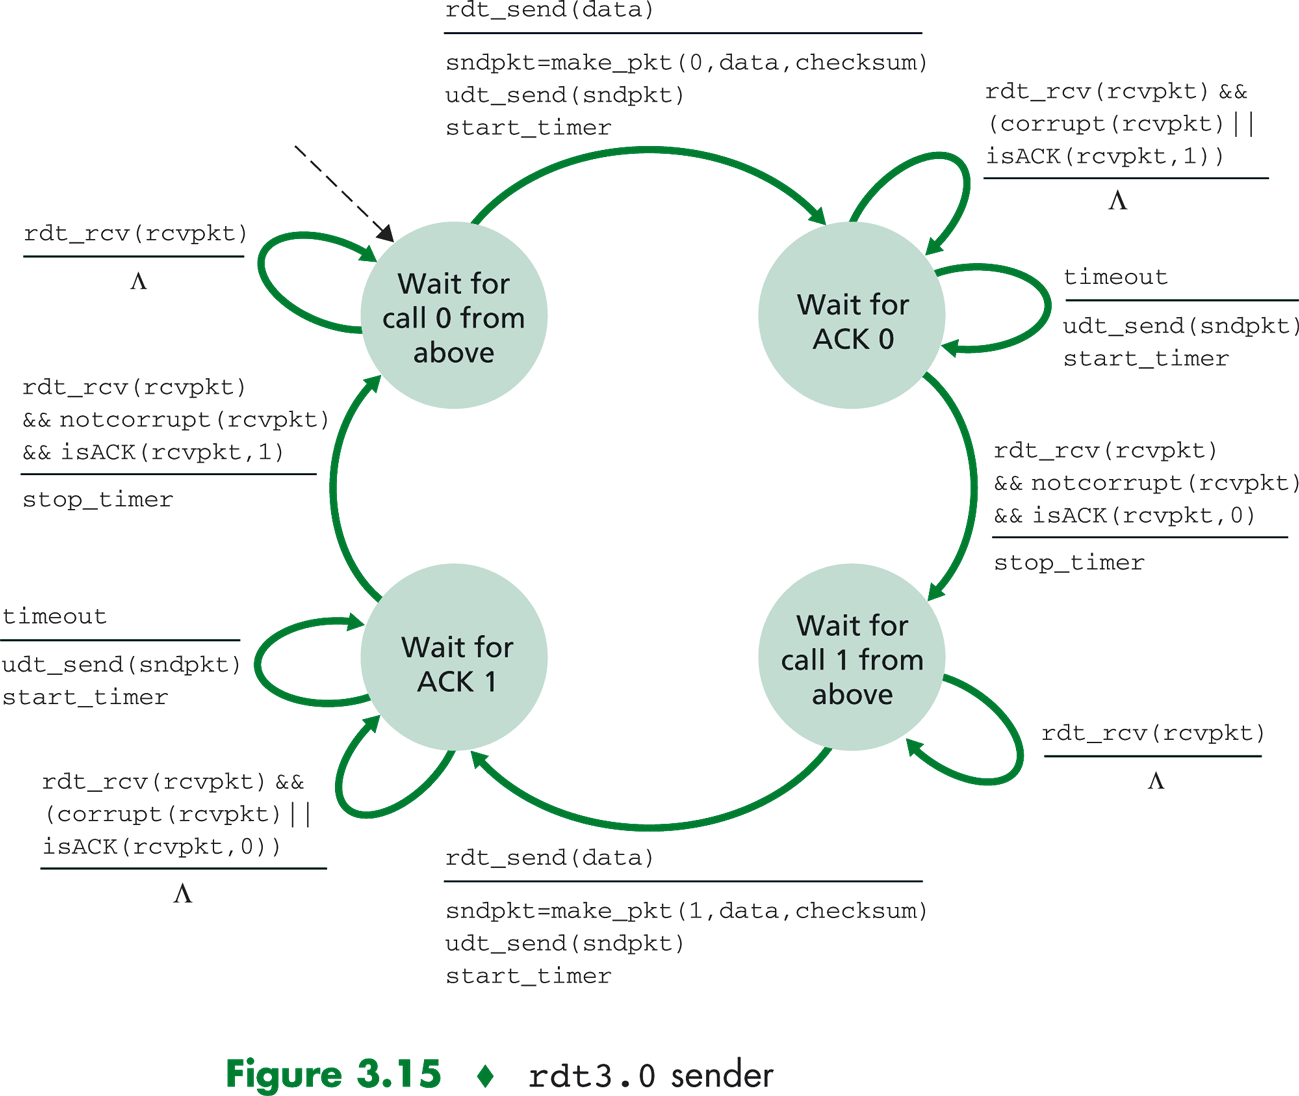 rdt_send(data)
sndpkt=make_pkt(0,data,checksum)
udt_send(sndpkt)
start_timer
rdt_rcv(rcvpkt) &&
(corrupt(rcvpkt)||
isACK(rcvpkt,1))
Λ
rdt_rcv(rcvpkt)
Λ
Wait for
call 0 from
above
Wait for
ACK 0
timeout
udt_send(sndpkt)
start_timer
rdt_rcv(rcvpkt)
&& notcorrupt(rcvpkt)
&& isACK(rcvpkt,1)
stop_timer
rdt_rcv(rcvpkt)
&& notcorrupt(rcvpkt)
&& isACK(rcvpkt,0)
stop_timer
timeout
udt_send(sndpkt)
start_timer
Wait for
ACK 1
Wait for
call 1 from
above
rdt_rcv(rcvpkt)
Λ
rdt_rcv(rcvpkt) &&
(corrupt(rcvpkt)||
isACK(rcvpkt,0))
Λ
rdt_send(data)
sndpkt=make_pkt(1,data,checksum)
udt_send(sndpkt)
start_timer
Figure 3.15 ♦ rdt3.0 sender